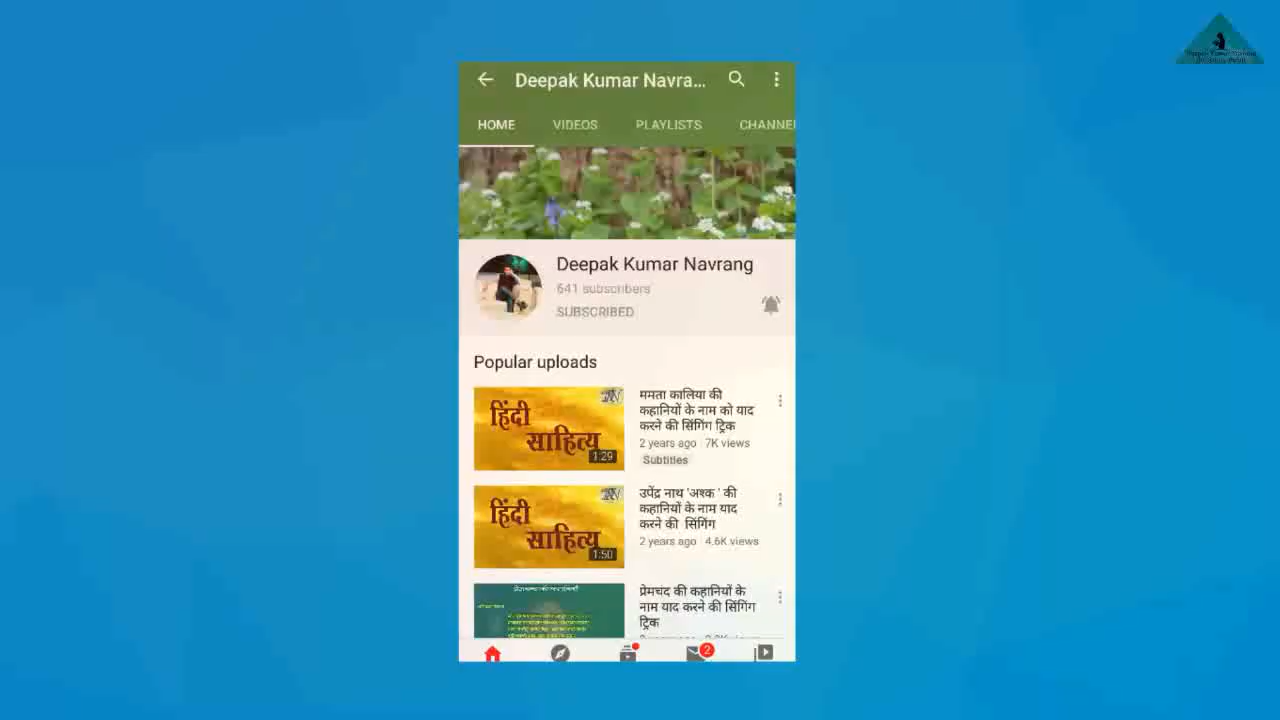 Deepak Kumar Navra...
HOME VIDEOS PLAYLISTS CHANNEL
Deepak Kumar Navrang
641 subscribers
SUBSCRIBED
Popular uploads
हिंदी
साहित्य
1:29
ममता कालिया की
कहानियों के नाम को याद
करने की सिंगिंग ट्रिक
2 years ago 7K views
Subtitles
हिंदी
साहित्य
1:50
उपेंद्र नाथ 'अश्क ' की
कहानियों के नाम याद
करने की सिंगिंग
2 years ago 4.6K views
प्रेमचंद की कहानियों के
नाम याद करने की सिंगिंग
ट्रिक
2